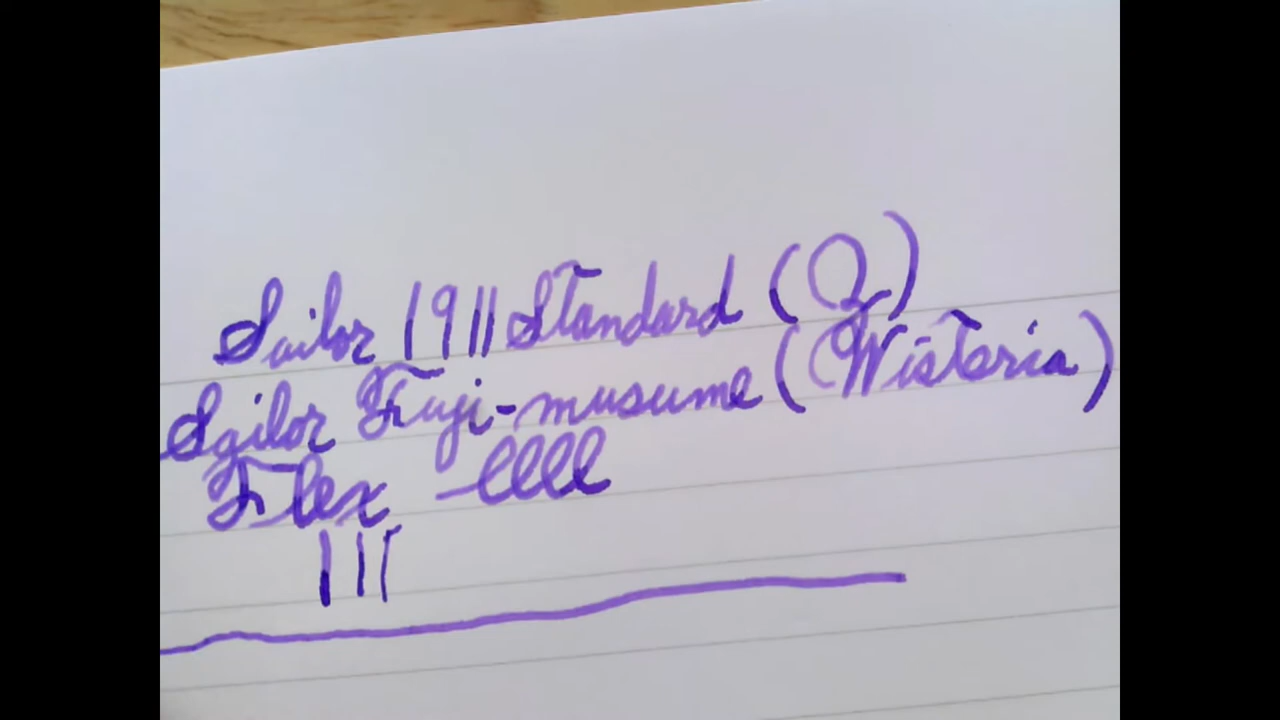 Sailor 1911 Standard (Q)
Sailor Fuji-musume (Wisteria)
Flex llll